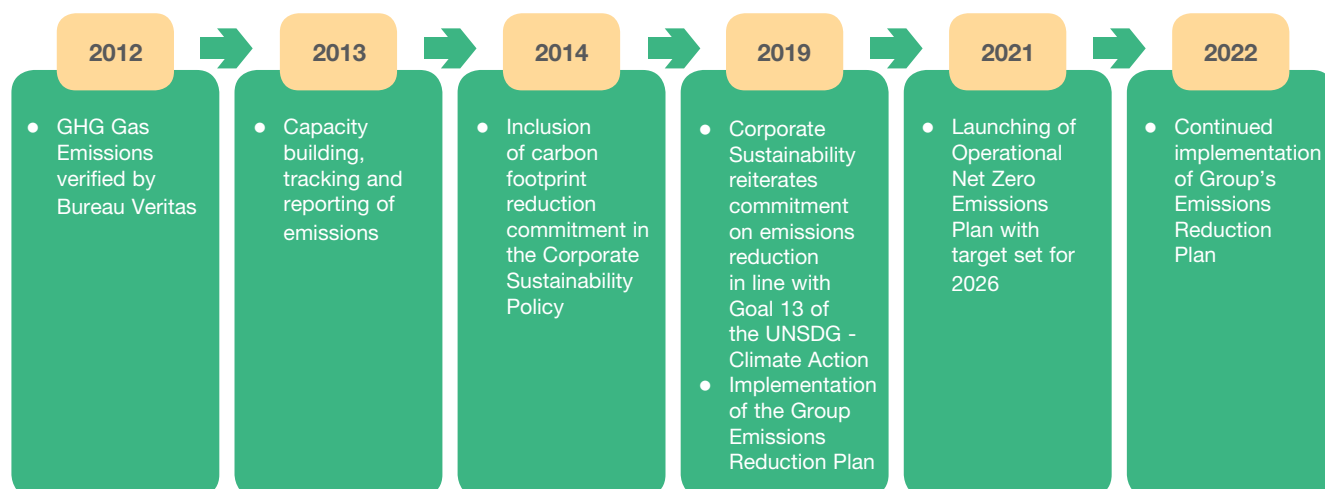 2012
● GHG Gas
Emissions
verified by
Bureau Veritas
2013
● Capacity
building,
tracking and
reporting of
emissions
2014
● Inclusion
of carbon
footprint
reduction
commitment in
the Corporate
Sustainability
Policy
2019
● Corporate
Sustainability
reiterates
commitment
on emissions
reduction
in line with
Goal 13 of
the UNSDG -
Climate Action
● Implementation
of the Group
Emissions
Reduction Plan
2021
● Launching of
Operational
Net Zero
Emissions
Plan with
target set for
2026
2022
● Continued
implementation
of Group’s
Emissions
Reduction
Plan